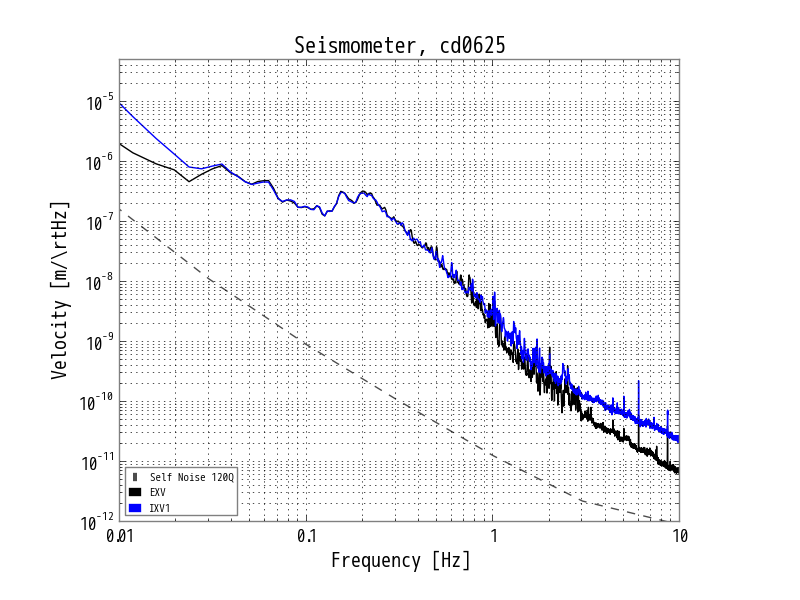 Seismometer, cd0625
Velocity [m/\rtHz]
10^-5
10^-6
10^-7
10^-8
10^-9
10^-10
10^-11
10^-12
Self Noise 120Q
EXV
IXV1
0.01 0.1 1 10
Frequency [Hz]